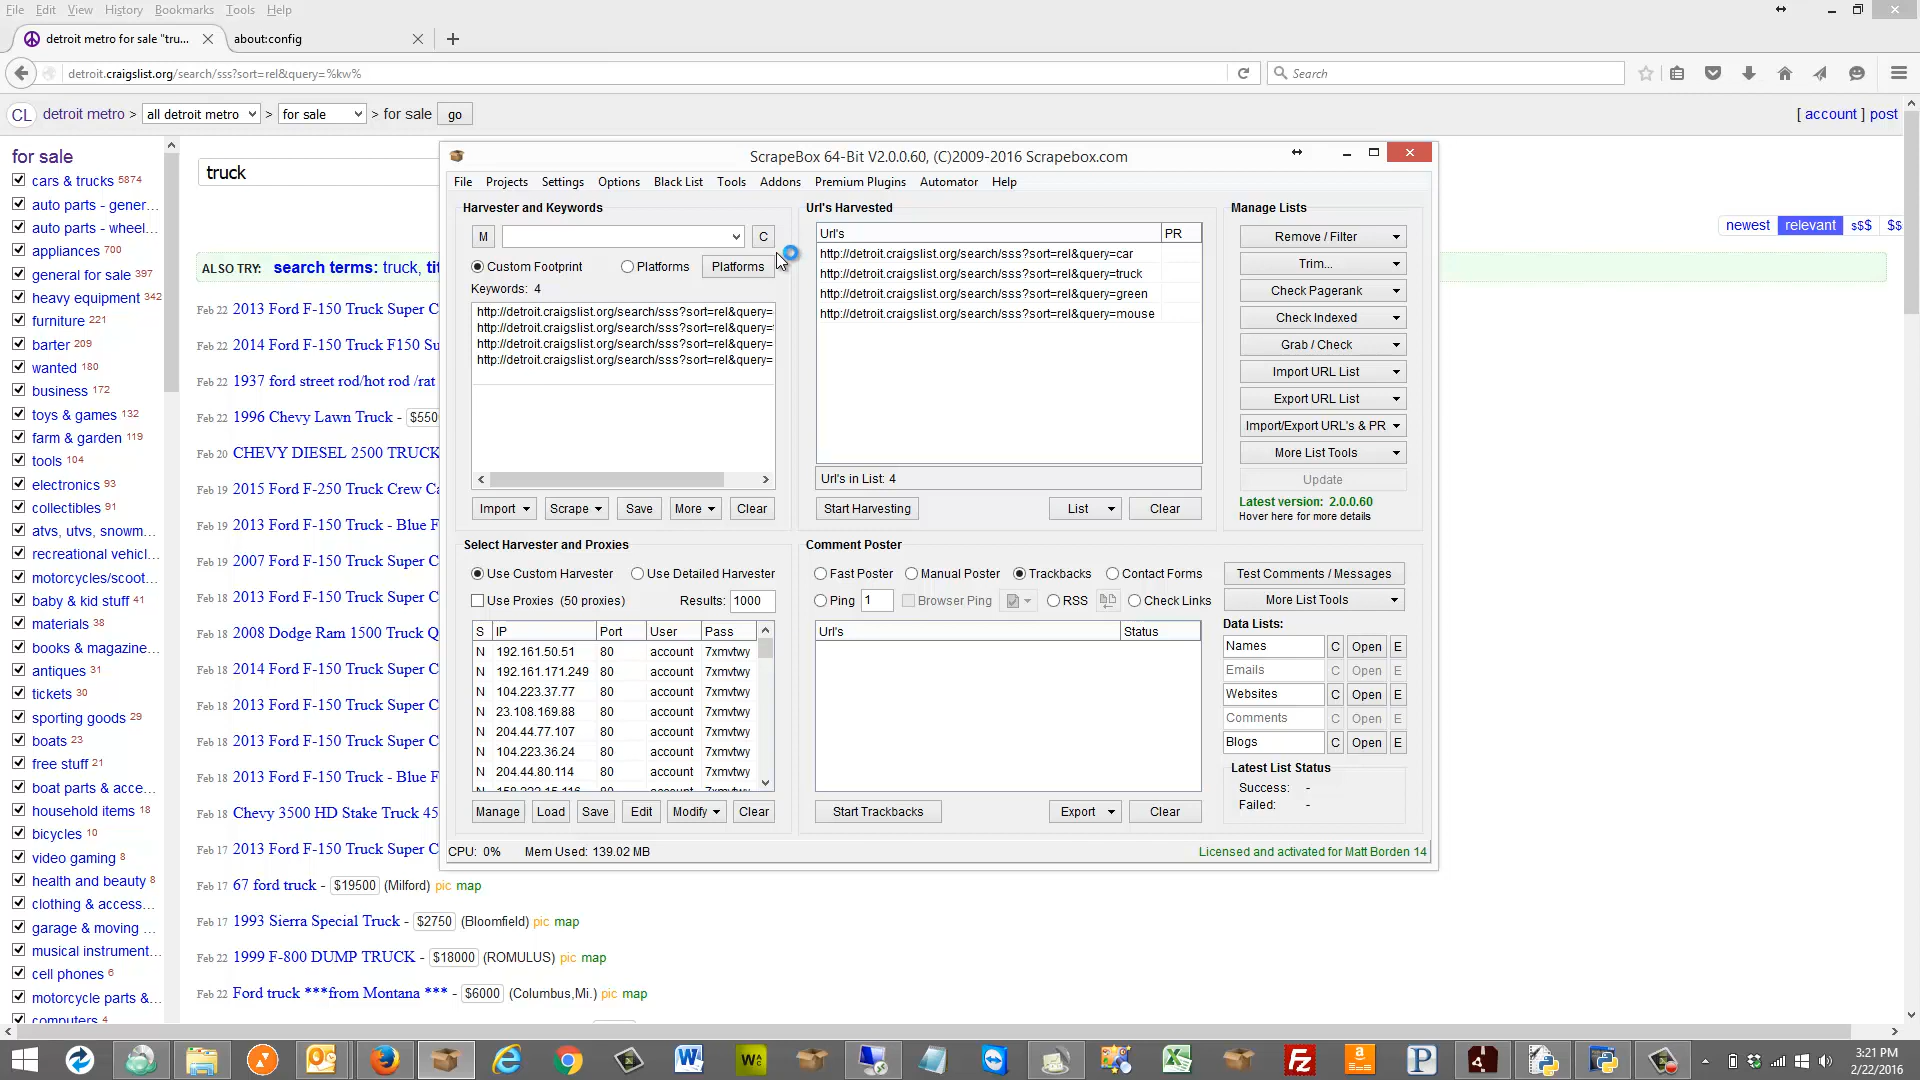 File Edit View History Bookmarks Tools Help
detroit metro for sale "tru...
about:config
detroit.craigslist.org/search/sss?sort=rel&query=%kw%
Search
CL detroit metro > all detroit metro > for sale > for sale go
[ account ] post
for sale
cars & trucks 5874
auto parts - gener...
auto parts - wheel...
appliances 700
general for sale 397
heavy equipment 342
furniture 221
barter 209
wanted 180
business 172
toys & games 132
farm & garden 119
tools 104
electronics 93
collectibles 91
atvs, utvs, snowm...
recreational vehicl...
motorcycles/scoot...
baby & kid stuff 41
materials 38
books & magazine...
antiques 31
tickets 30
sporting goods 29
boats 23
free stuff 21
boat parts & acce...
household items 18
bicycles 10
video gaming 8
health and beauty 8
clothing & access...
garage & moving ...
musical instrument...
cell phones 6
motorcycle parts &...
computers 4
truck
newest relevant $$$ $$
ALSO TRY: search terms: truck, tit
Feb 22 2013 Ford F-150 Truck Super C
Feb 22 2014 Ford F-150 Truck F150 Su
Feb 22 1937 ford street rod/hot rod /rat
Feb 22 1996 Chevy Lawn Truck - $550
Feb 20 CHEVY DIESEL 2500 TRUCK
Feb 19 2015 Ford F-250 Truck Crew Ca
Feb 19 2013 Ford F-150 Truck - Blue F
Feb 19 2007 Ford F-150 Truck Super C
Feb 18 2013 Ford F-150 Truck Super C
Feb 18 2008 Dodge Ram 1500 Truck Q
Feb 18 2014 Ford F-150 Truck Super C
Feb 18 2013 Ford F-150 Truck Super C
Feb 18 2013 Ford F-150 Truck Super C
Feb 18 2013 Ford F-150 Truck - Blue F
Feb 18 Chevy 3500 HD Stake Truck 45
Feb 17 2013 Ford F-150 Truck Super C
Feb 17 67 ford truck - $19500 (Milford) pic map
Feb 17 1993 Sierra Special Truck - $2750 (Bloomfield) pic map
Feb 22 1999 F-800 DUMP TRUCK - $18000 (ROMULUS) pic map
Feb 22 Ford truck ***from Montana *** - $6000 (Columbus,Mi.) pic map
ScrapeBox 64-Bit V2.0.0.60, (C)2009-2016 Scrapebox.com
File Projects Settings Options Black List Tools Addons Premium Plugins Automator Help
Harvester and Keywords
M C
Custom Footprint Platforms Platforms
Keywords: 4
http://detroit.craigslist.org/search/sss?sort=rel&query=
http://detroit.craigslist.org/search/sss?sort=rel&query=
http://detroit.craigslist.org/search/sss?sort=rel&query=
http://detroit.craigslist.org/search/sss?sort=rel&query=
Import Scrape Save More Clear
Url's Harvested
Url's PR
http://detroit.craigslist.org/search/sss?sort=rel&query=car
http://detroit.craigslist.org/search/sss?sort=rel&query=truck
http://detroit.craigslist.org/search/sss?sort=rel&query=green
http://detroit.craigslist.org/search/sss?sort=rel&query=mouse
Url's in List: 4
Start Harvesting List Clear
Manage Lists
Remove / Filter
Trim...
Check Pagerank
Check Indexed
Grab / Check
Import URL List
Export URL List
Import/Export URL's & PR
More List Tools
Update
Latest version: 2.0.0.60
Hover here for more details
Select Harvester and Proxies
Use Custom Harvester Use Detailed Harvester
Use Proxies (50 proxies) Results: 1000
S IP Port User Pass
N 192.161.50.51 80 account 7xmvtwy
N 192.161.171.249 80 account 7xmvtwy
N 104.223.37.77 80 account 7xmvtwy
N 23.108.169.88 80 account 7xmvtwy
N 204.44.77.107 80 account 7xmvtwy
N 104.223.36.24 80 account 7xmvtwy
N 204.44.80.114 80 account 7xmvtwy
Manage Load Save Edit Modify Clear
Comment Poster
Fast Poster Manual Poster Trackbacks Contact Forms
Ping 1 Browser Ping RSS Check Links
Url's Status
Start Trackbacks Export Clear
Test Comments / Messages
More List Tools
Data Lists:
Names C Open E
Emails C Open E
Websites C Open E
Comments C Open E
Blogs C Open E
Latest List Status
Success: -
Failed: -
CPU: 0% Mem Used: 139.02 MB
Licensed and activated for Matt Borden 14
3:21 PM
2/22/2016